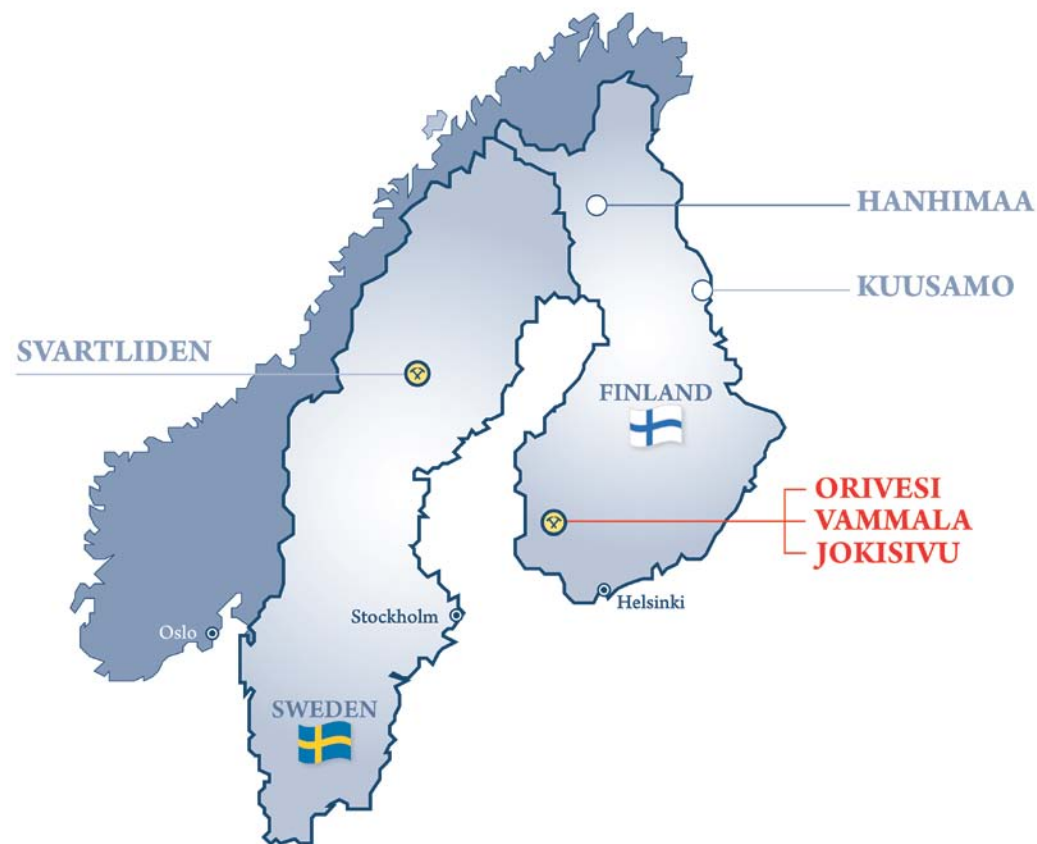 HANHIMAA
KUUSAMO
SVARTLIDEN
FINLAND
ORIVESI
VAMMALA
JOKISIVU
Helsinki
Stockholm
Oslo
SWEDEN